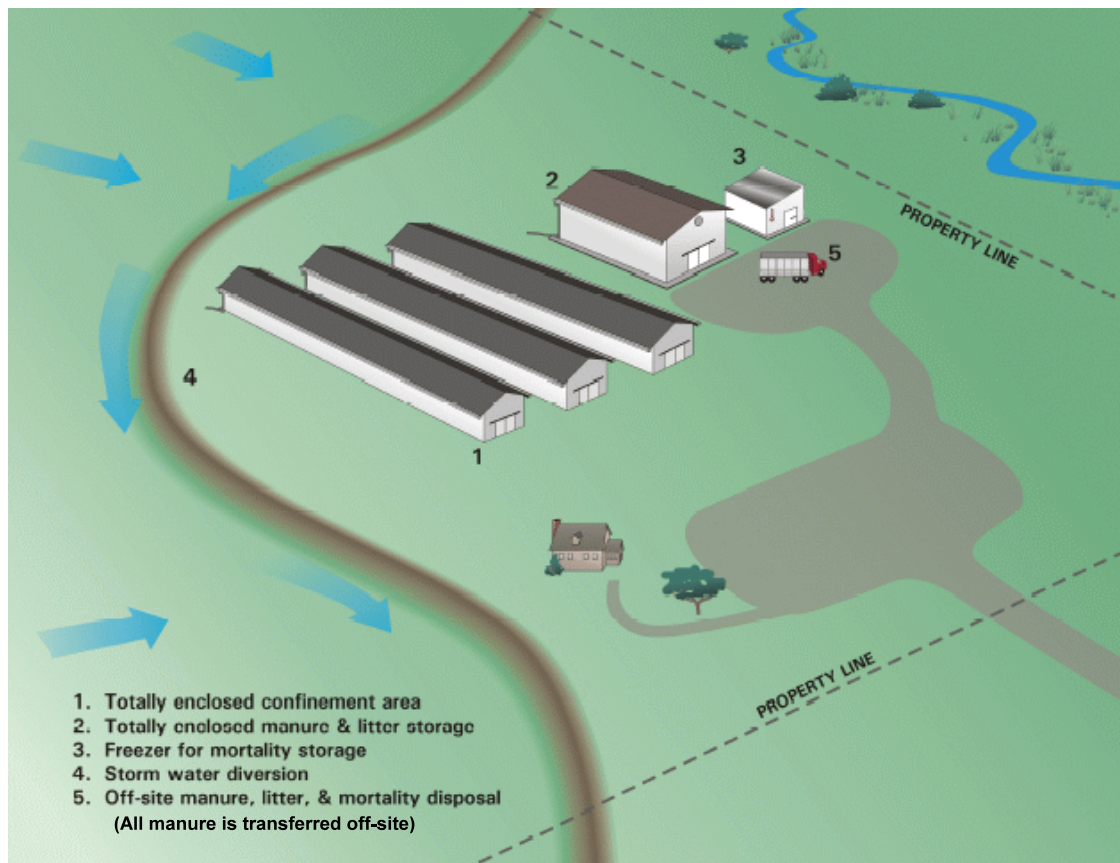 3
2
PROPERTY LINE
5
4
1
PROPERTY LINE
1. Totally enclosed confinement area
2. Totally enclosed manure & litter storage
3. Freezer for mortality storage
4. Storm water diversion
5. Off-site manure, litter, & mortality disposal
(All manure is transferred off-site)